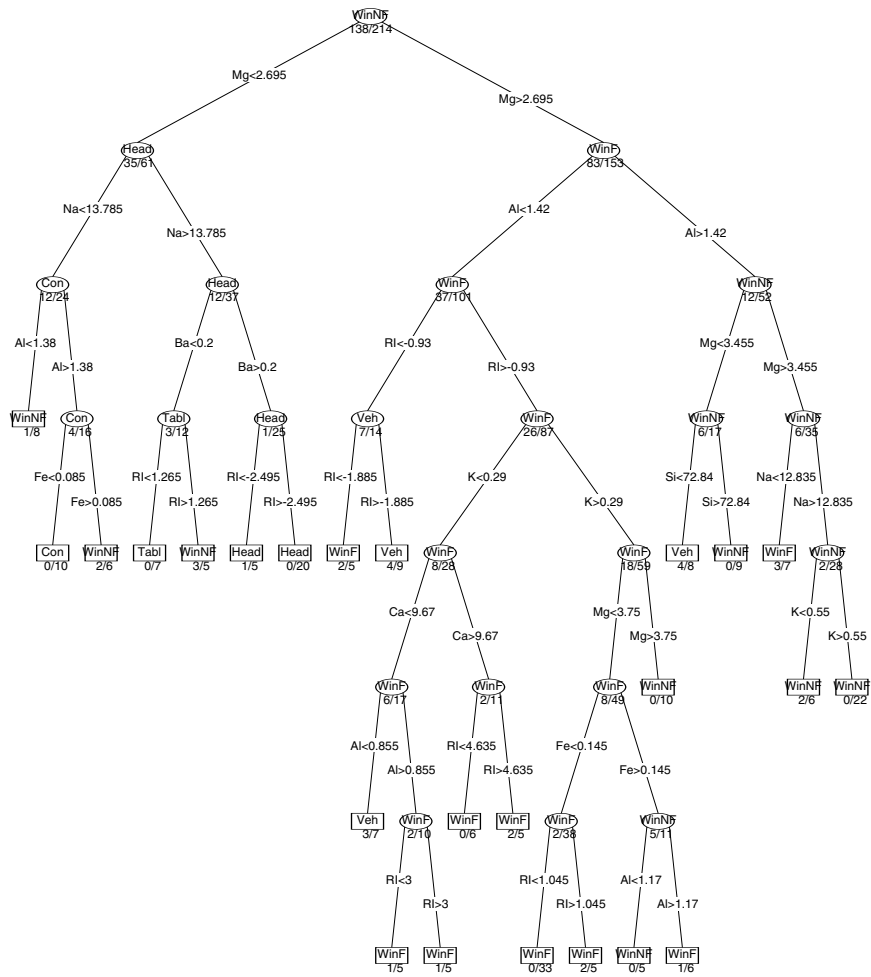 WinNF
138/214
Mg<2.695
Mg>2.695
Head
35/61
WinF
83/153
Na<13.785
Na>13.785
Al<1.42
Al>1.42
Con
12/24
Head
12/37
WinF
37/101
WinNF
12/52
Al<1.38
Al>1.38
Ba<0.2
Ba>0.2
RI<-0.93
RI>-0.93
Mg<3.455
Mg>3.455
WinNF
1/8
Con
4/16
Tabl
3/12
Head
1/25
Veh
7/14
WinF
26/87
WinNF
6/17
WinNF
6/35
Fe<0.085
Fe>0.085
RI<1.265
RI>1.265
RI<-2.495
RI>-2.495
RI<-1.885
RI>-1.885
K<0.29
K>0.29
Si<72.84
Si>72.84
Na<12.835
Na>12.835
Con
0/10
WinNF
2/6
Tabl
0/7
WinNF
3/5
Head
1/5
Head
0/20
WinF
2/5
Veh
4/9
WinF
8/28
WinF
18/59
Veh
4/8
WinNF
0/9
WinF
3/7
WinNF
2/28
Ca<9.67
Ca>9.67
Mg<3.75
Mg>3.75
K<0.55
K>0.55
WinF
6/17
WinF
2/11
WinF
8/49
WinNF
0/10
WinNF
2/6
WinNF
0/22
Al<0.855
Al>0.855
RI<4.635
RI>4.635
Fe<0.145
Fe>0.145
Veh
3/7
WinF
2/10
WinF
0/6
WinF
2/5
WinF
2/38
WinNF
5/11
RI<3
RI>3
RI<1.045
RI>1.045
Al<1.17
Al>1.17
WinF
1/5
WinF
1/5
WinF
0/33
WinF
2/5
WinNF
0/5
WinF
1/6